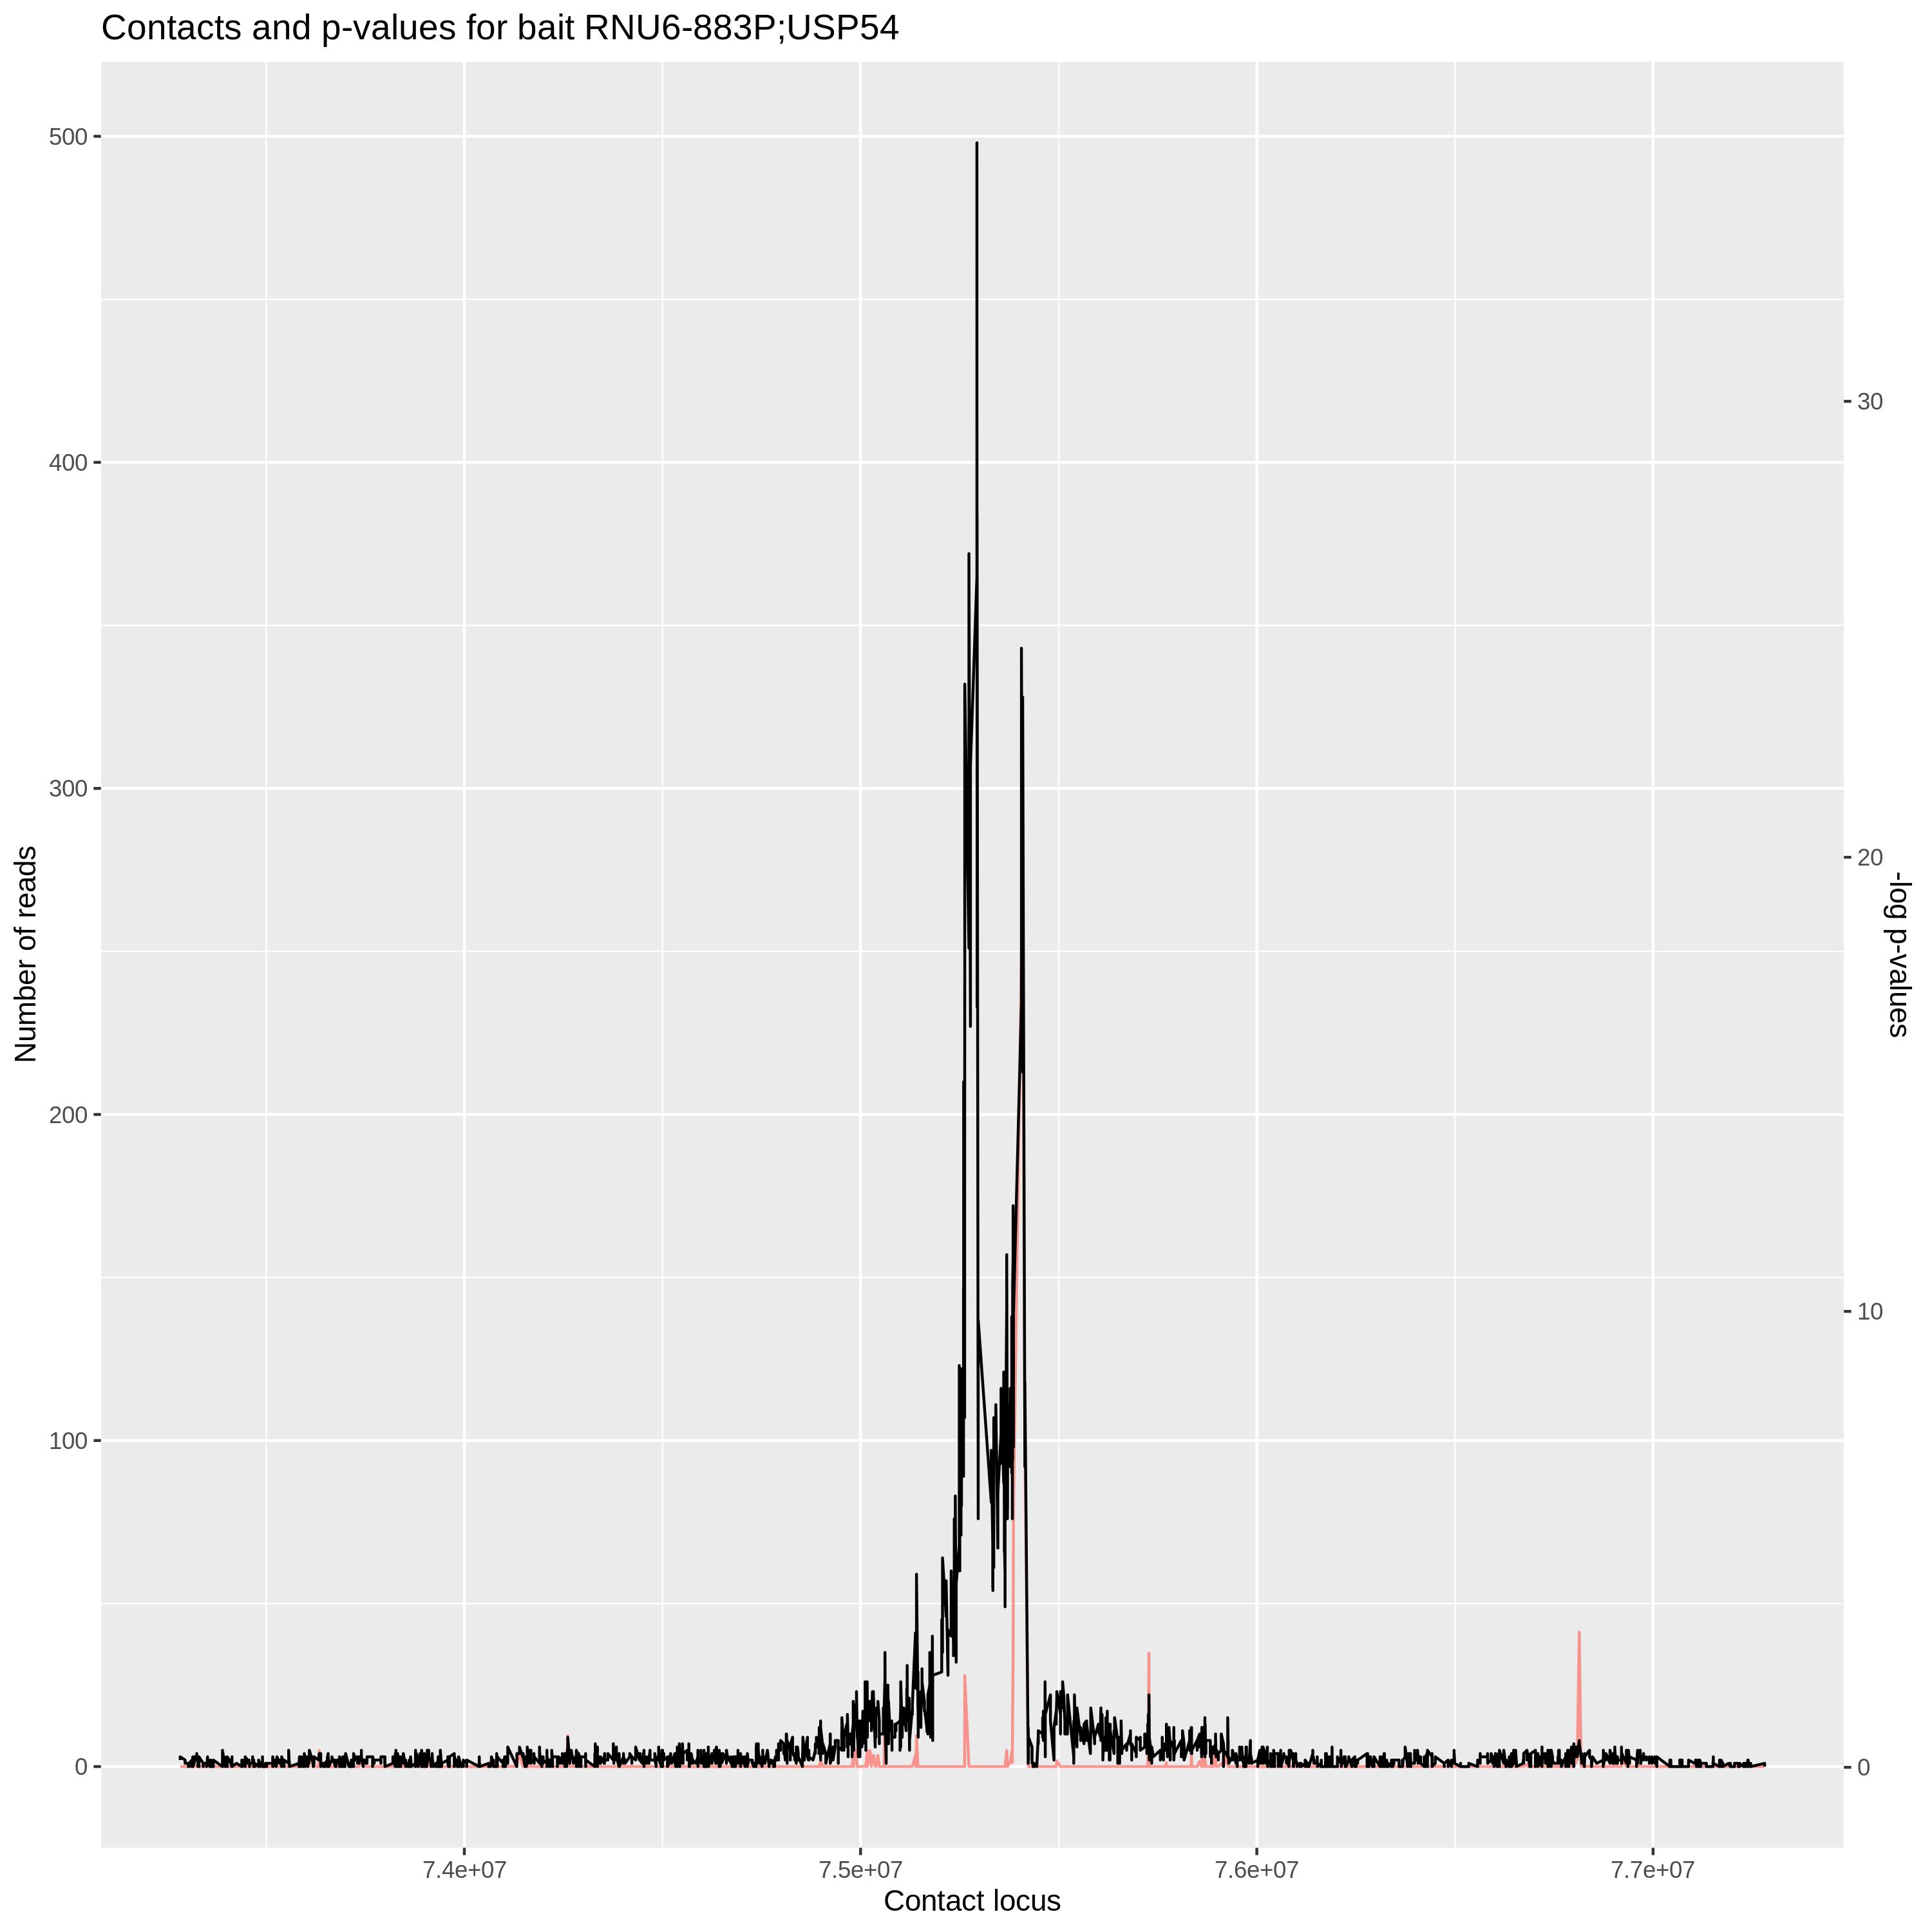 Contacts and p-values for bait RNU6-883P;USP54
500
400
300
200
100
0
Number of reads
30
20
10
0
-log p-values
7.4e+07
7.5e+07
7.6e+07
7.7e+07
Contact locus